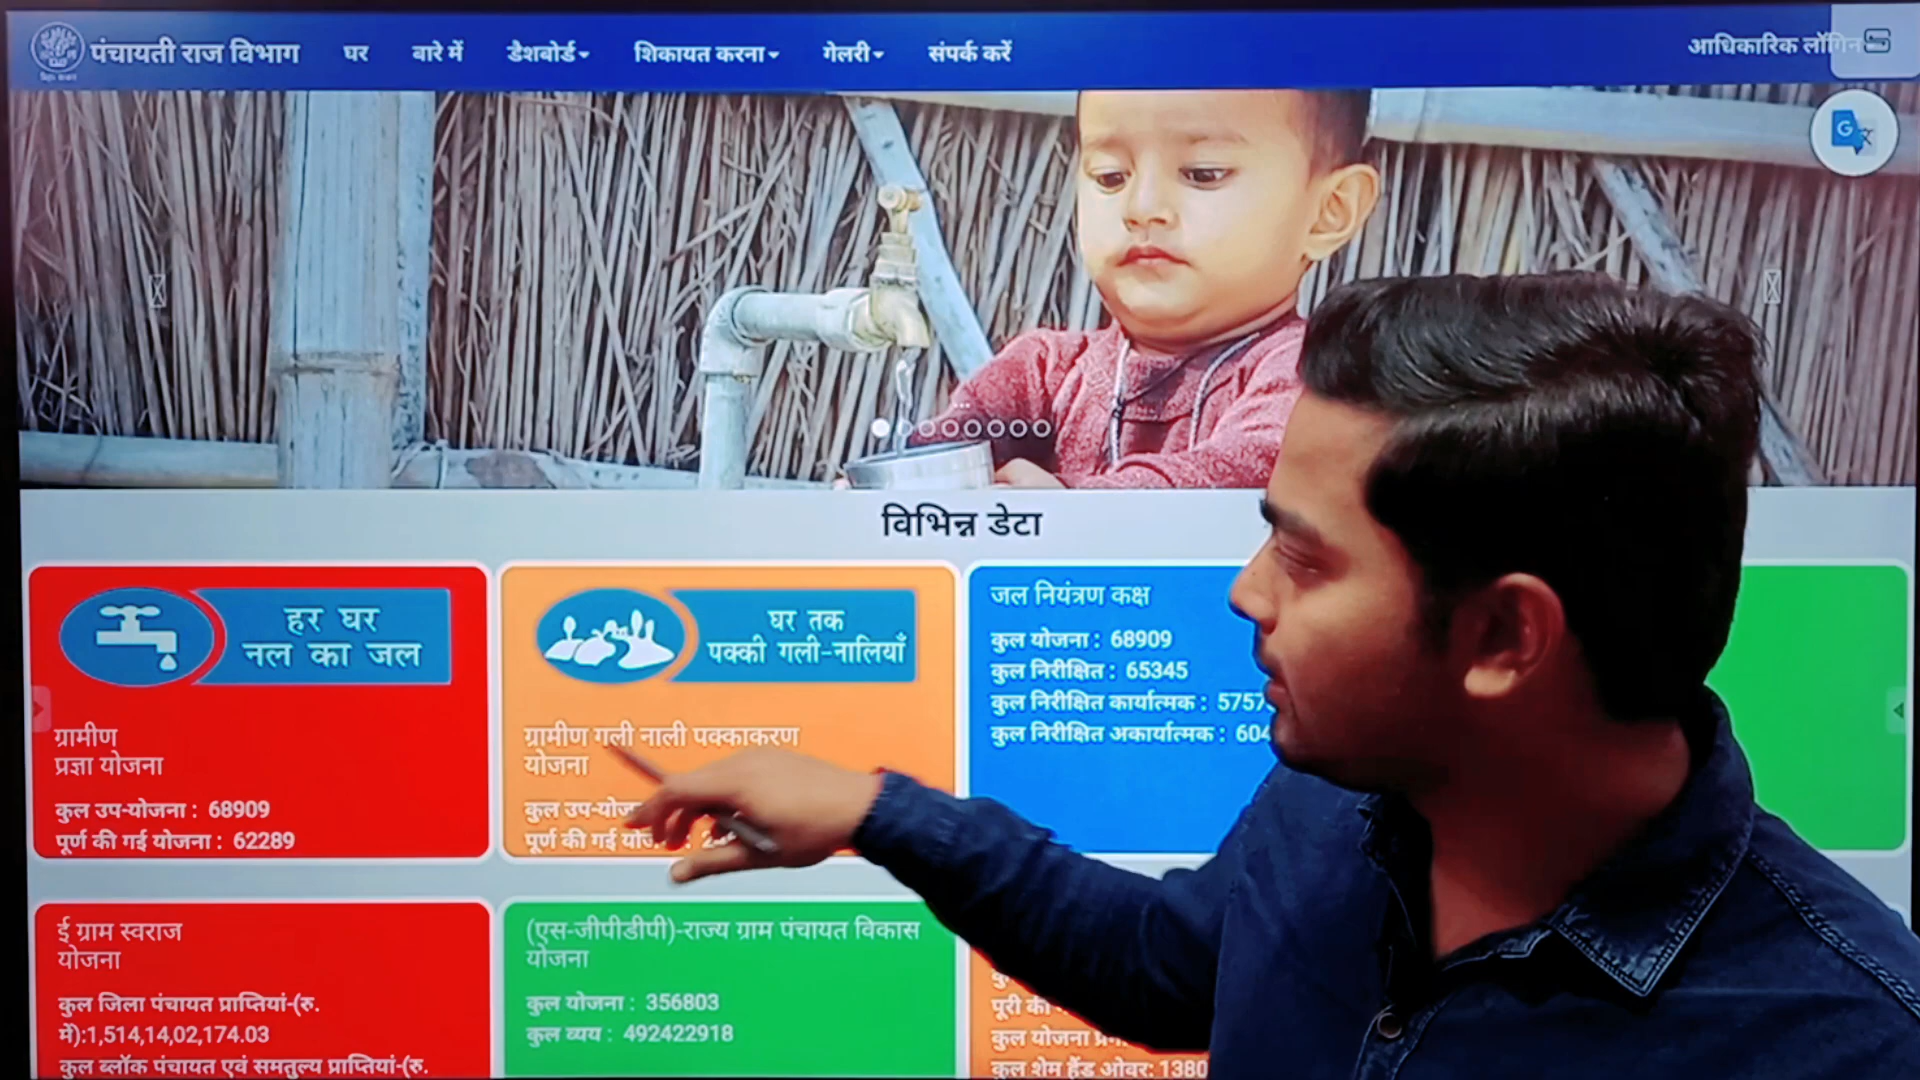 पंचायती राज विभाग
घर
बारे में
डैशबोर्ड
शिकायत करना
गेलरी
संपर्क करें
आधिकारिक लॉगिन
G
विभिन्न डेटा
हर घर
नल का जल
ग्रामीण
प्रज्ञा योजना
कुल उप-योजना : 68909
पूर्ण की गई योजना : 62289
घर तक
पक्की गली-नालियाँ
ग्रामीण गली नाली पक्काकरण
योजना
कुल
पूर्ण की गई
जल नियंत्रण कक्ष
कुल योजना : 68909
कुल निरीक्षित : 65345
कुल निरीक्षित कार्यात्मक :
कुल निरीक्षित अकार्यात्मक :
ई ग्राम स्वराज
योजना
कुल जिला पंचायत प्राप्तियां-(रु.
में):1,514,14,02,174.03
कुल ब्लॉक पंचायत एवं समतुल्य प्राप्तियां-(रु.
(एस-जीपीडीपी)-राज्य ग्राम पंचायत विकास
योजना
कुल योजना : 356803
कुल व्यय : 492422918
पूरी
कुल योजना
कुल शेम हैंड ओवर: